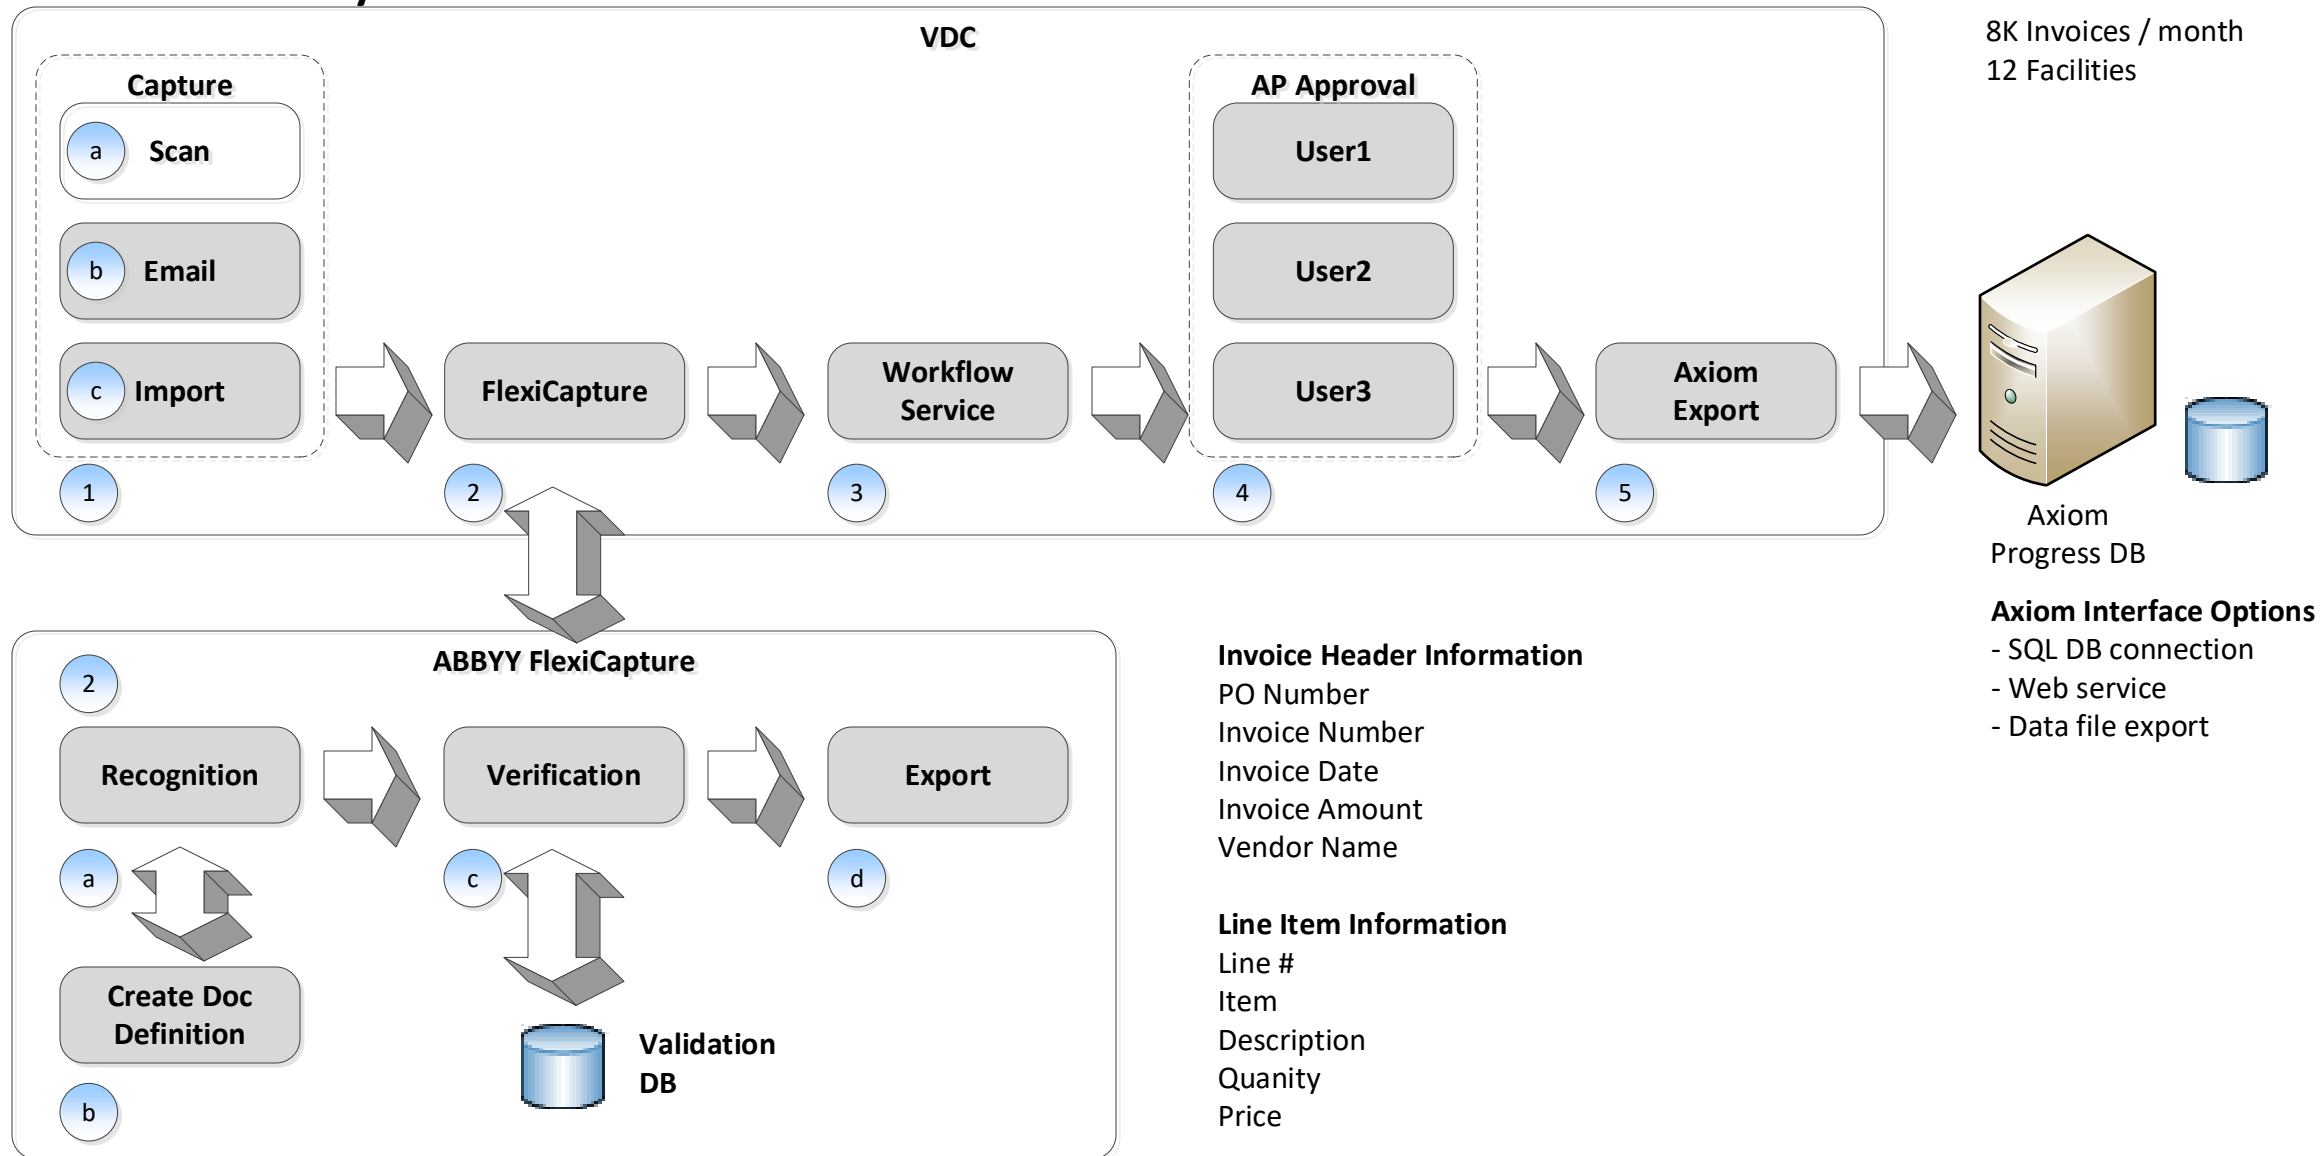 VDC
8K Invoices / month
12 Facilities
Capture
a
Scan
b
Email
c
Import
1
FlexiCapture
2
Workflow
Service
3
AP Approval
User1
User2
User3
4
Axiom
Export
5
Axiom
Progress DB
Axiom Interface Options
- SQL DB connection
- Web service
- Data file export
ABBYY FlexiCapture
2
Recognition
a
Create Doc
Definition
b
Verification
c
Validation
DB
Export
d
Invoice Header Information
PO Number
Invoice Number
Invoice Date
Invoice Amount
Vendor Name
Line Item Information
Line #
Item
Description
Quanity
Price